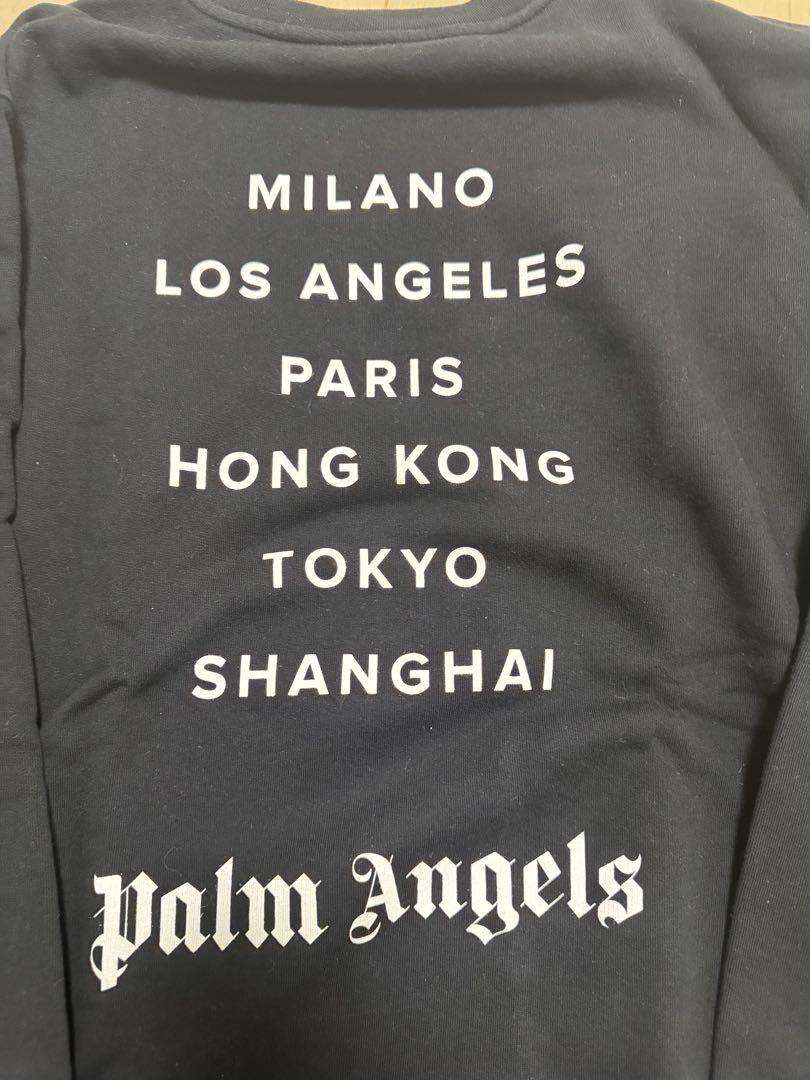 MILANO
LOS ANGELES
PARIS
HONG KONG
TOKYO
SHANGHAI
Palm Angels